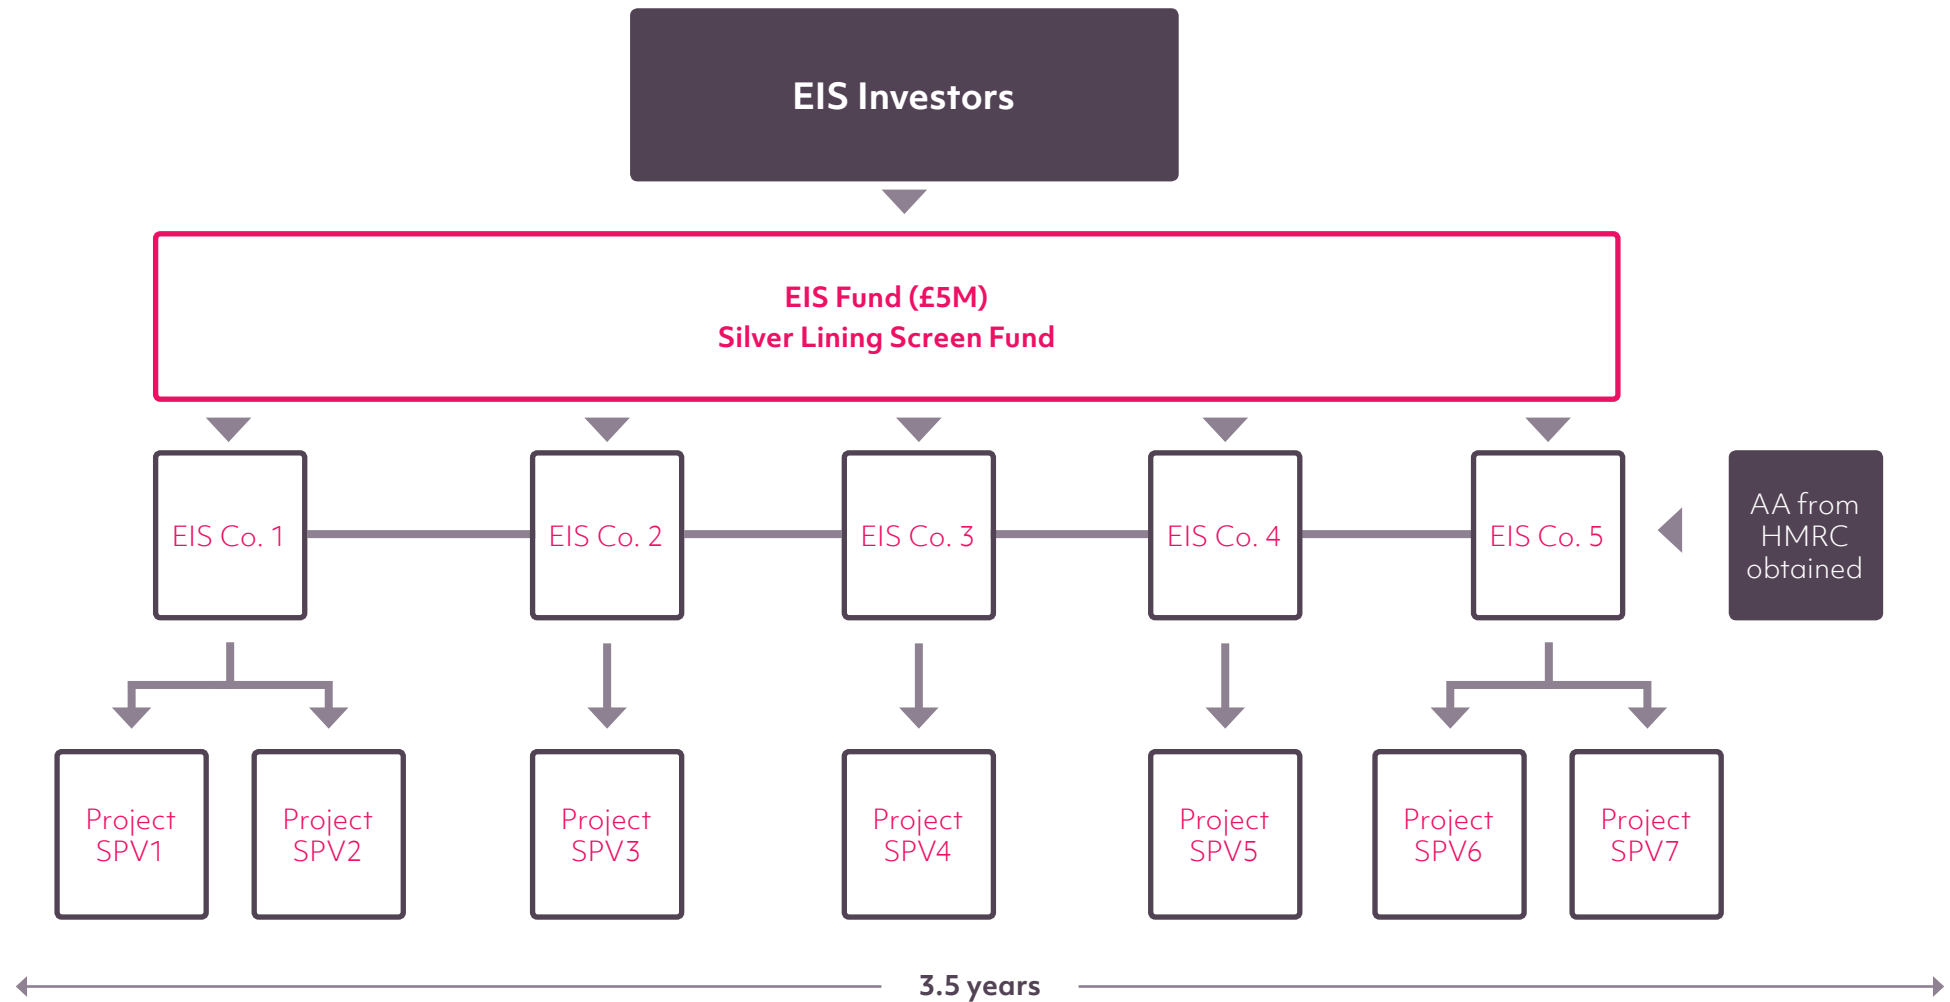 EIS Investors
EIS Fund (£5M)
Silver Lining Screen Fund
EIS Co. 1
EIS Co. 2
EIS Co. 3
EIS Co. 4
EIS Co. 5
AA from
HMRC
obtained
Project
SPV1
Project
SPV2
Project
SPV3
Project
SPV4
Project
SPV5
Project
SPV6
Project
SPV7
3.5 years